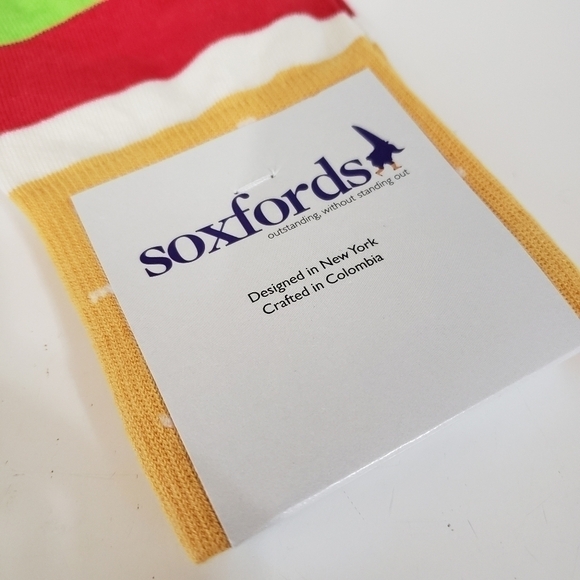 soxfords
outstanding, without standing out
Designed in New York
Crafted in Colombia